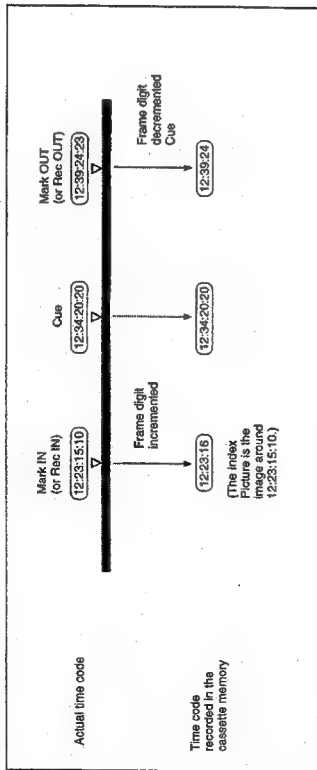 Mark IN
(or Rec IN)
Cue
Mark OUT
(or Rec OUT)
Actual time code
12:23:15:10
12:34:20:20
12:39:24:23
Frame digit
incremented
Frame digit
decremented
Cue
Time code
recorded in the
cassette memory
12:23:16
12:34:20:20
12:39:24
(The index
Picture is the
image around
12:23:15:10.)